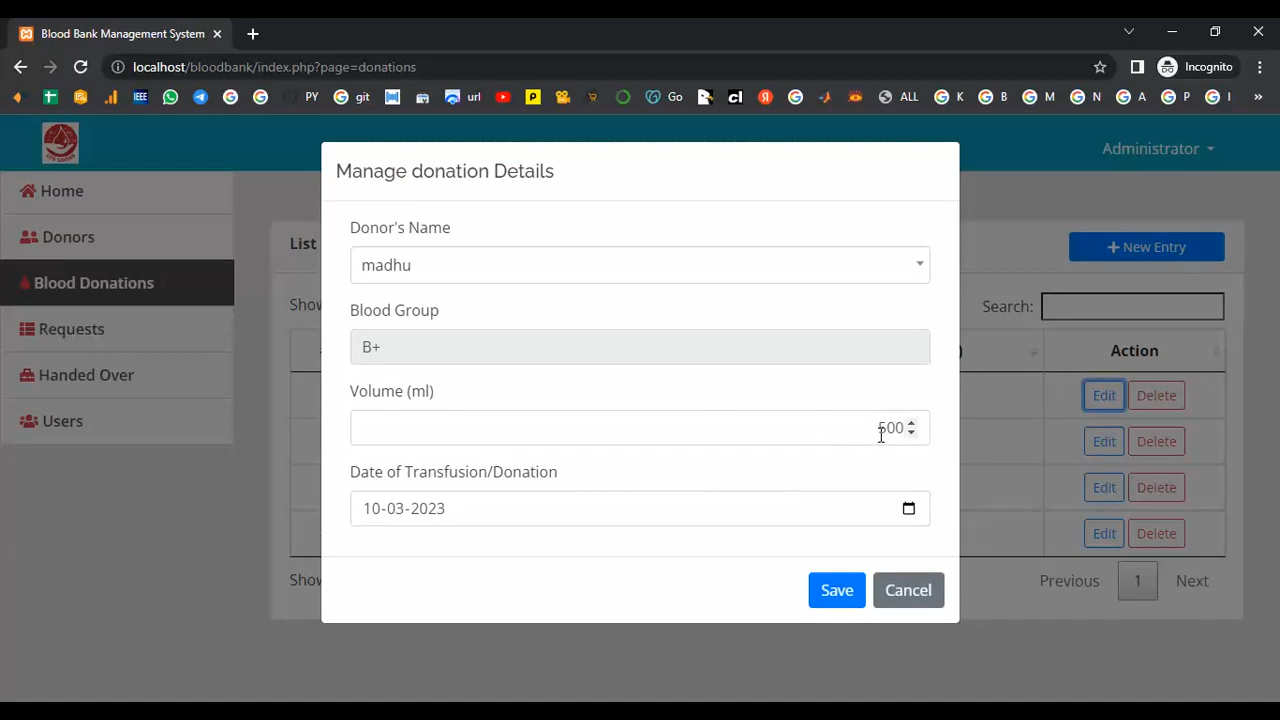 Blood Bank Management System
localhost/bloodbank/index.php?page=donations
Incognito
IEEE
PY
git
url
Go
ALL
K
B
M
N
A
P
I
Administrator
Manage donation Details
Home
Donor's Name
Donors
List
New Entry
madhu
Blood Donations
Show
Search:
Blood Group
Requests
B+
)
Action
Handed Over
Volume (ml)
Edit
Delete
Users
500
Edit
Delete
Date of Transfusion/Donation
Edit
Delete
10-03-2023
Edit
Delete
Show
Previous
1
Next
Save
Cancel